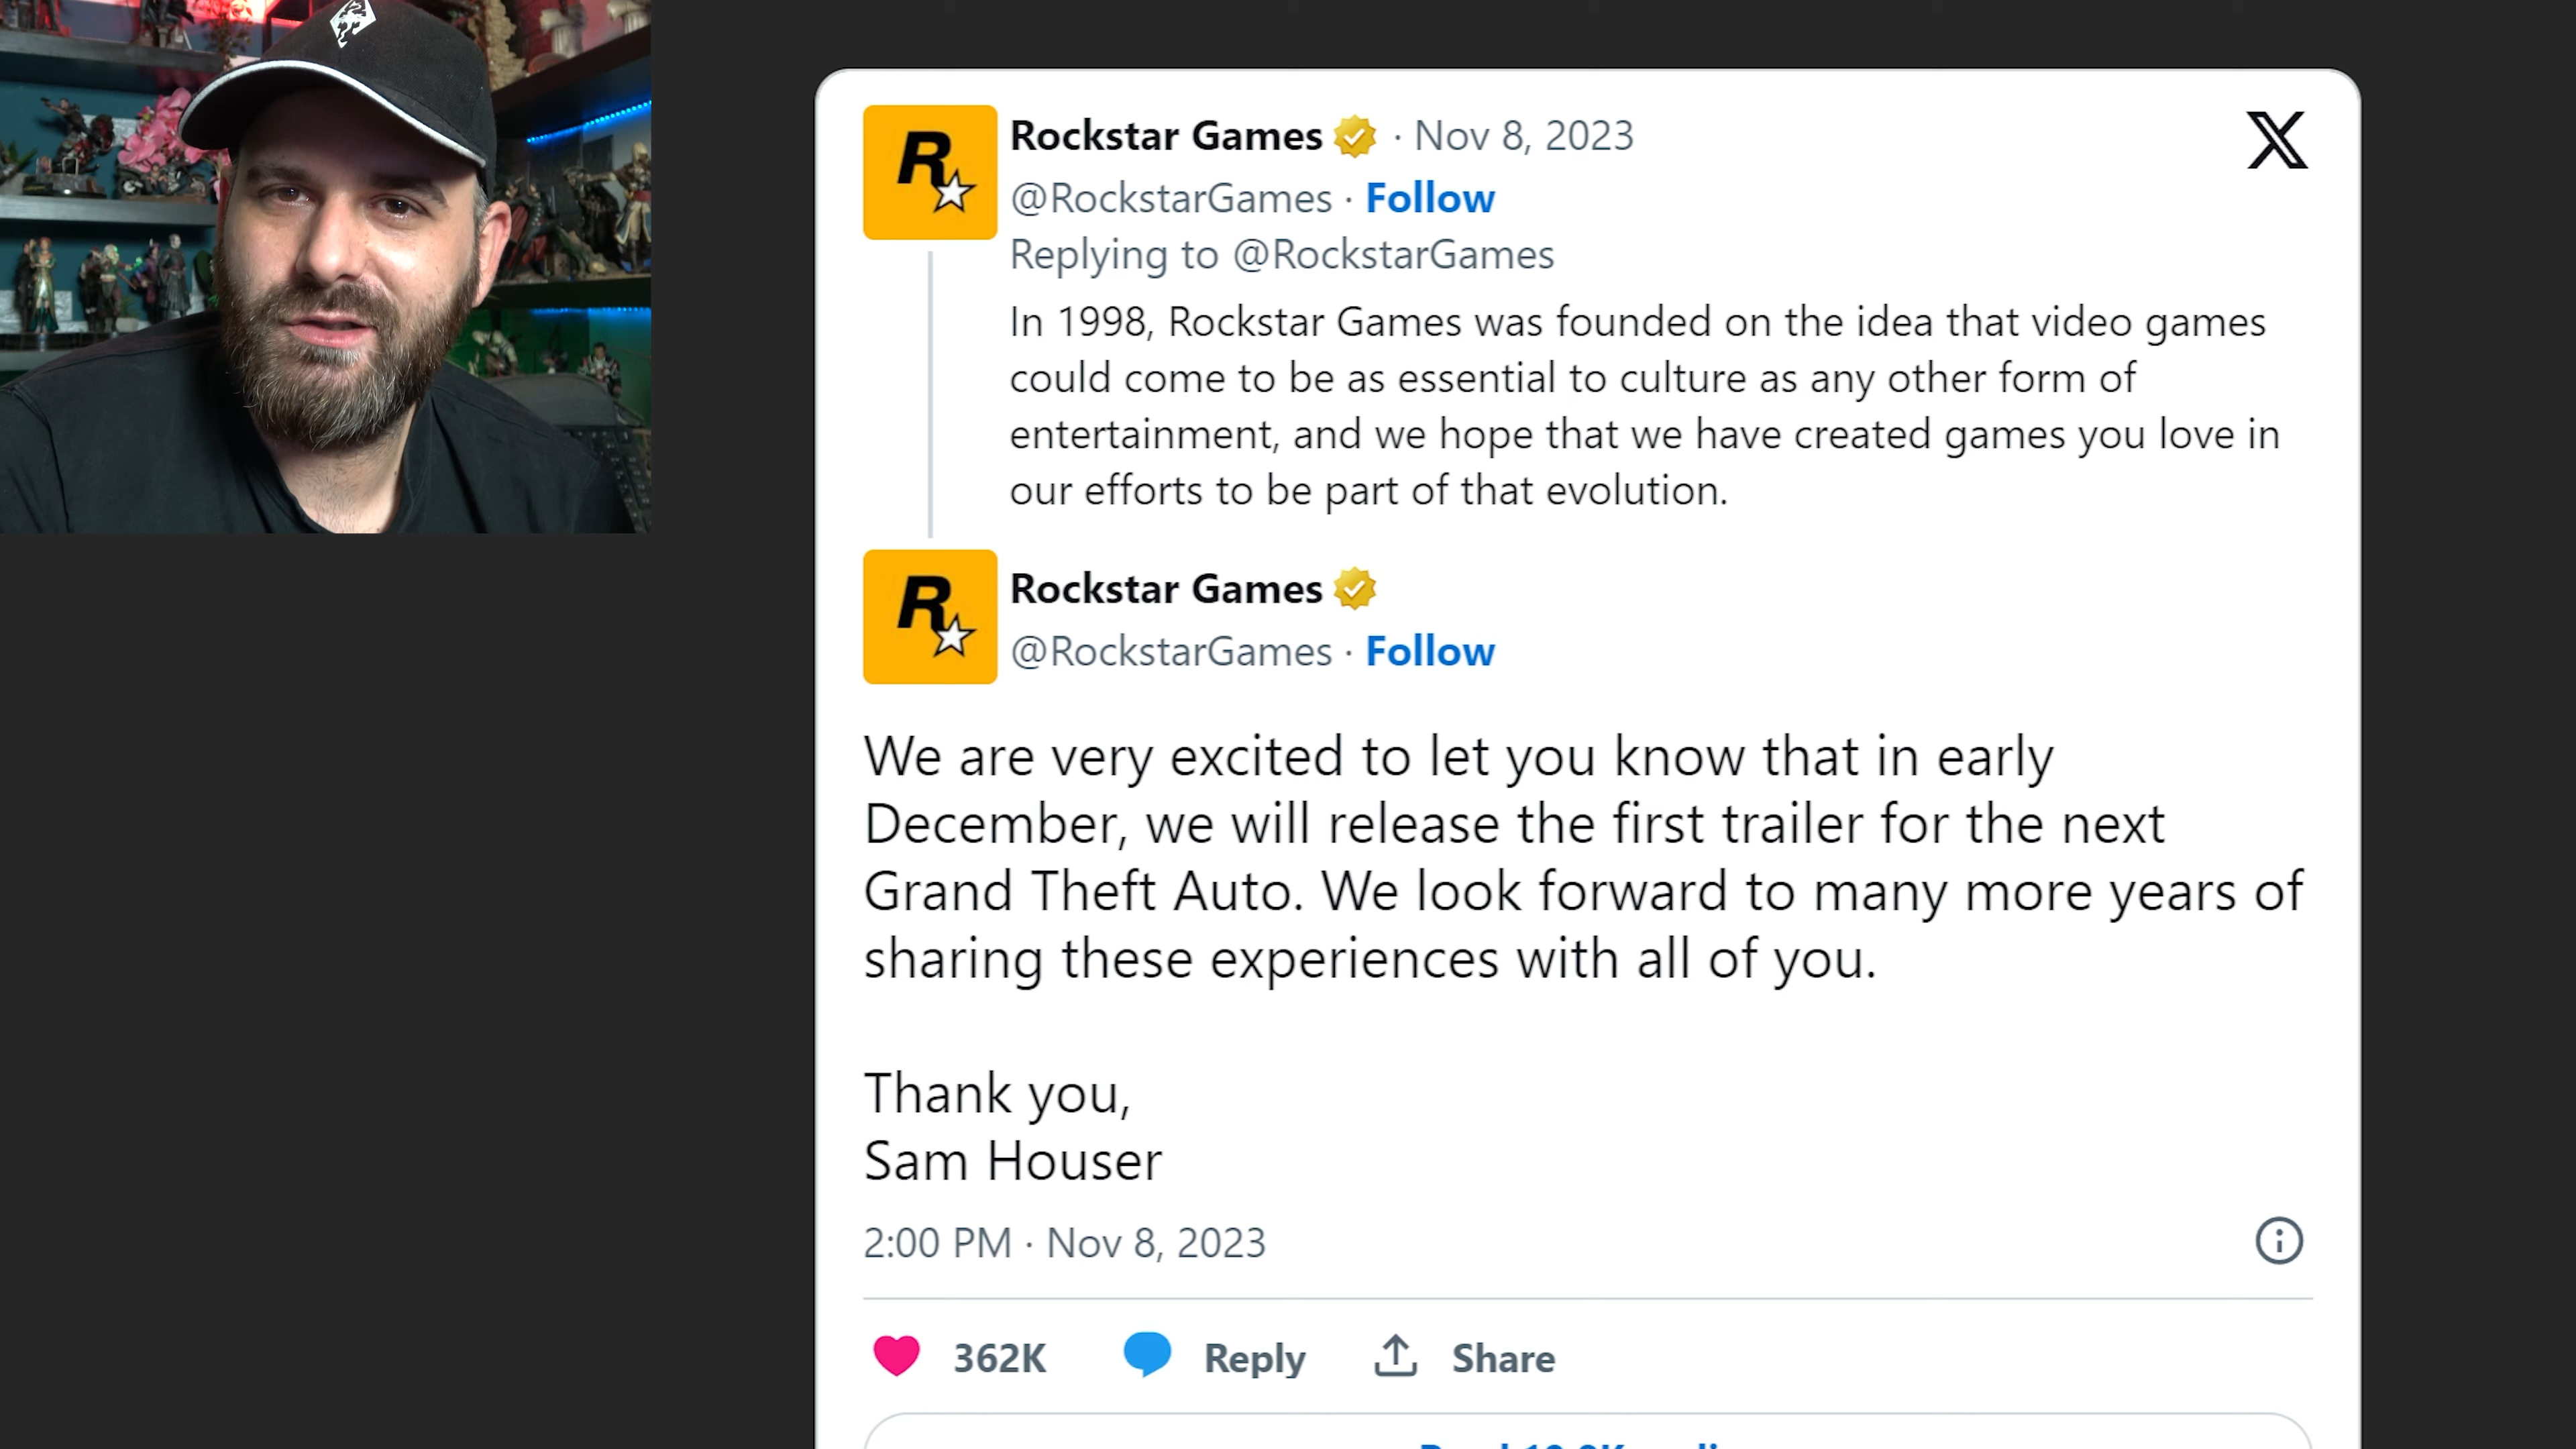 Rockstar Games · Nov 8, 2023
@RockstarGames · Follow
Replying to @RockstarGames
In 1998, Rockstar Games was founded on the idea that video games
could come to be as essential to culture as any other form of
entertainment, and we hope that we have created games you love in
our efforts to be part of that evolution.
Rockstar Games
@RockstarGames · Follow
We are very excited to let you know that in early
December, we will release the first trailer for the next
Grand Theft Auto. We look forward to many more years of
sharing these experiences with all of you.
Thank you,
Sam Houser
2:00 PM · Nov 8, 2023
362K Reply Share